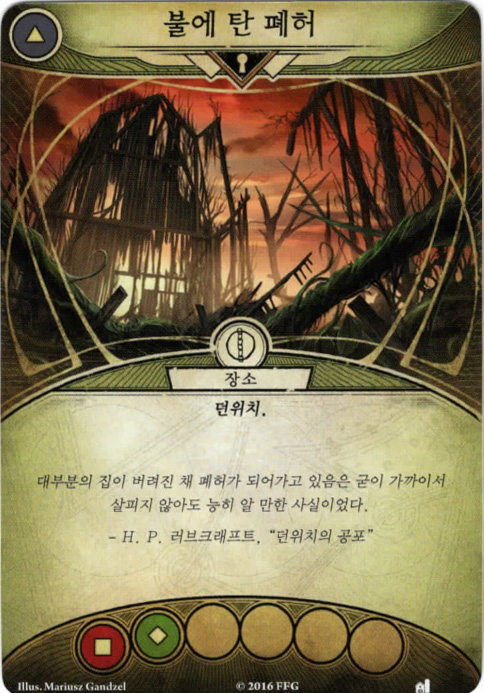 불에 탄 폐허
장소
던위치.
대부분의 집이 버려진 채 폐허가 되어가고 있음은 굳이 가까이서
살피지 않아도 능히 알 만한 사실이었다.
– H. P. 러브크래프트, “던위치의 공포”
Illus. Mariusz Gandzel
© 2016 FFG